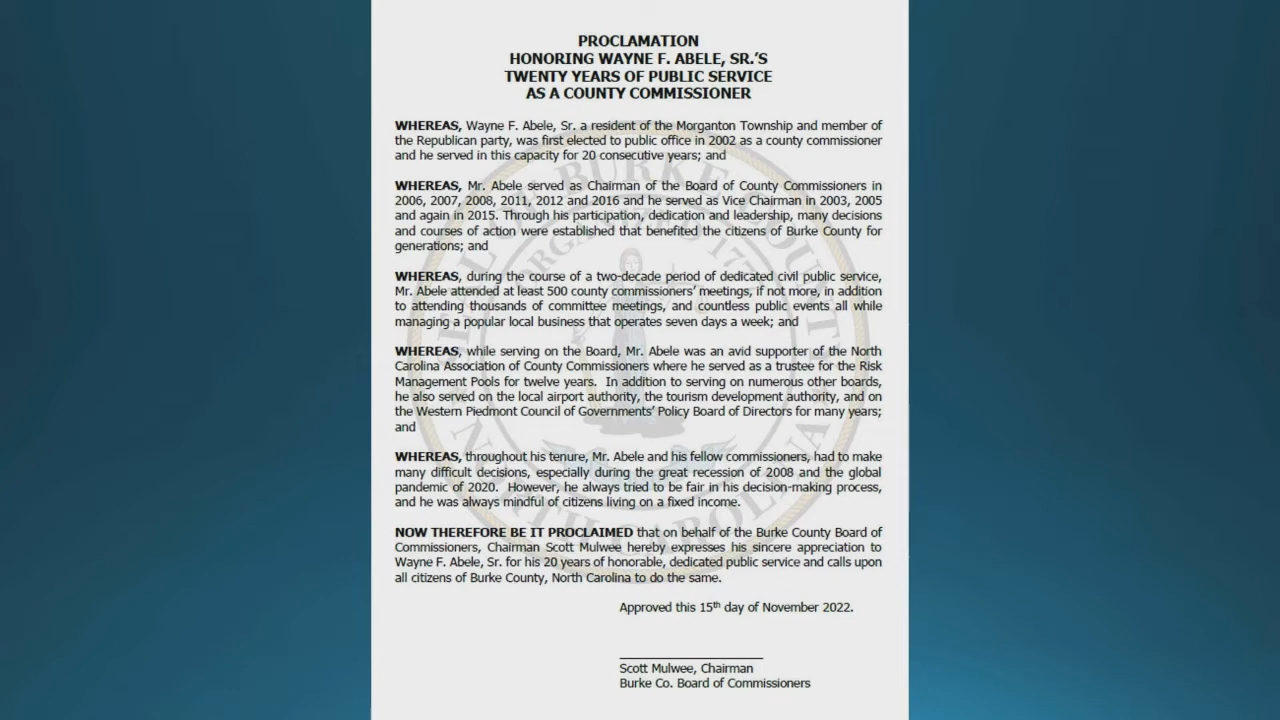 PROCLAMATION
HONORING WAYNE F. ABELE, SR.'S
TWENTY YEARS OF PUBLIC SERVICE
AS A COUNTY COMMISSIONER
WHEREAS, Wayne F. Abele, Sr. a resident of the Morganton Township and member of
the Republican party, was first elected to public office in 2002 as a county commissioner
and he served in this capacity for 20 consecutive years; and
WHEREAS, Mr. Abele served as Chairman of the Board of County Commissioners in
2006, 2007, 2008, 2011, 2012 and 2016 and he served as Vice Chairman in 2003, 2005
and again in 2015. Through his participation, dedication and leadership, many decisions
and courses of action were established that benefited the citizens of Burke County for
generations; and
WHEREAS, during the course of a two-decade period of dedicated civil public service,
Mr. Abele attended at least 500 county commissioners' meetings, if not more, in addition
to attending thousands of committee meetings, and countless public events all while
managing a popular local business that operates seven days a week; and
WHEREAS, while serving on the Board, Mr. Abele was an avid supporter of the North
Carolina Association of County Commissioners where he served as a trustee for the Risk
Management Pools for twelve years. In addition to serving on numerous other boards,
he also served on the local airport authority, the tourism development authority, and on
the Western Piedmont Council of Governments' Policy Board of Directors for many years;
and
WHEREAS, throughout his tenure, Mr. Abele and his fellow commissioners, had to make
many difficult decisions, especially during the great recession of 2008 and the global
pandemic of 2020. However, he always tried to be fair in his decision-making process,
and he was always mindful of citizens living on a fixed income.
NOW THEREFORE BE IT PROCLAIMED that on behalf of the Burke County Board of
Commissioners, Chairman Scott Mulwee hereby expresses his sincere appreciation to
Wayne F. Abele, Sr. for his 20 years of honorable, dedicated public service and calls upon
all citizens of Burke County, North Carolina to do the same.
Approved this 15th day of November 2022.
Scott Mulwee, Chairman
Burke Co. Board of Commissioners